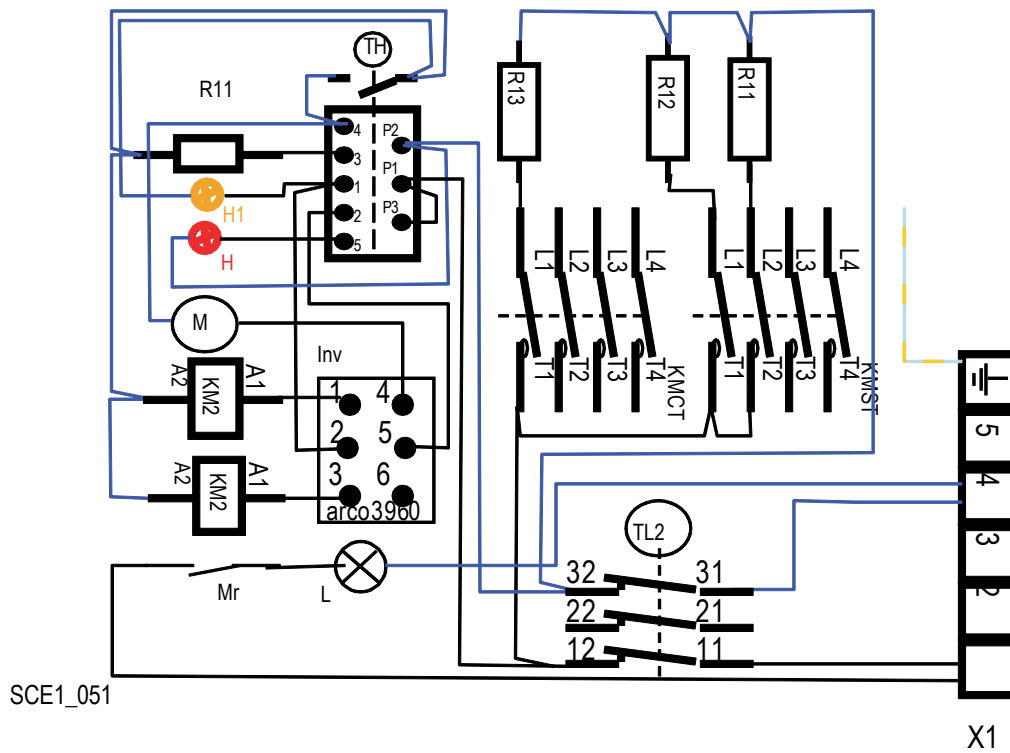 TH
R11
4
3
1
2
5
P2
P1
P3
H1
H
M
Inv
A2
KM2
A1
A2
KM2
A1
1
4
2
5
3
6
arco3960
R13
R12
R11
L1
L2
L3
L4
T1
T2
T3
T4
KMCT
L1
L2
L3
L4
T1
T2
T3
T4
KMST
5
4
3
2
TL2
32
31
22
21
12
11
Mr
L
SCE1_051
X1